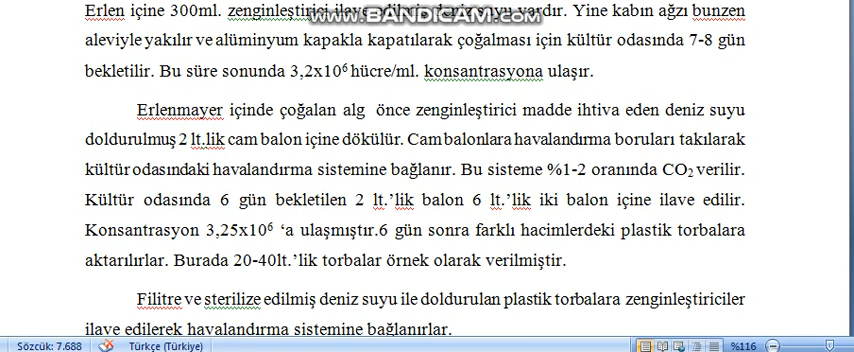 Erlen içine 300ml. zenginleştirici ilave edilmiş deniz suyu vardır. Yine kabın ağzı bunzen
www.BANDICAM.com
aleviyle yakılır ve alüminyum kapakla kapatılarak çoğalması için kültür odasında 7-8 gün
bekletilir. Bu süre sonunda 3,2x10⁶ hücre/ml. konsantrasyona ulaşır.
Erlenmayer içinde çoğalan alg önce zenginleştirici madde ihtiva eden deniz suyu
doldurulmuş 2 lt.lik cam balon içine dökülür. Cam balonlara havalandırma boruları takılarak
kültür odasındaki havalandırma sistemine bağlanır. Bu sisteme %1-2 oranında CO₂ verilir.
Kültür odasında 6 gün bekletilen 2 lt.’lik balon 6 lt.’lik iki balon içine ilave edilir.
Konsantrasyon 3,25x10⁶ ‘a ulaşmıştır.6 gün sonra farklı hacimlerdeki plastik torbalara
aktarılırlar. Burada 20-40lt.’lik torbalar örnek olarak verilmiştir.
Filitre ve sterilize edilmiş deniz suyu ile doldurulan plastik torbalara zenginleştiriciler
ilave edilerek havalandırma sistemine bağlanırlar.
Sözcük: 7.688 Türkçe (Türkiye) %116